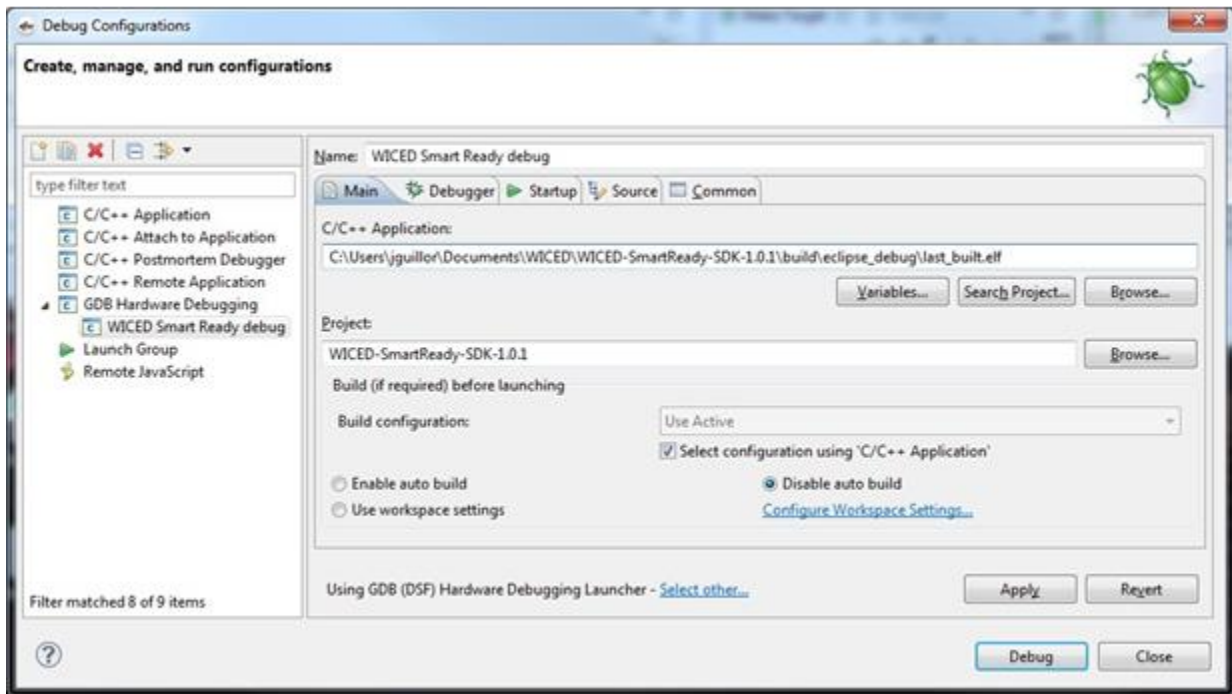 Debug Configurations
Create, manage, and run configurations
type filter text
C/C++ Application
C/C++ Attach to Application
C/C++ Postmortem Debugger
C/C++ Remote Application
GDB Hardware Debugging
WICED Smart Ready debug
Launch Group
Remote JavaScript
Filter matched 8 of 9 items
Name: WICED Smart Ready debug
Main Debugger Startup Source Common
C/C++ Application:
C:\Users\jguillor\Documents\WICED\WICED-SmartReady-SDK-1.0.1\build\eclipse_debug\last_built.elf
Variables... Search Project... Browse...
Project:
WICED-SmartReady-SDK-1.0.1 Browse...
Build (if required) before launching
Build configuration: Use Active
Select configuration using 'C/C++ Application'
Enable auto build Disable auto build
Use workspace settings Configure Workspace Settings...
Using GDB (DSF) Hardware Debugging Launcher - Select other... Apply Revert
? Debug Close